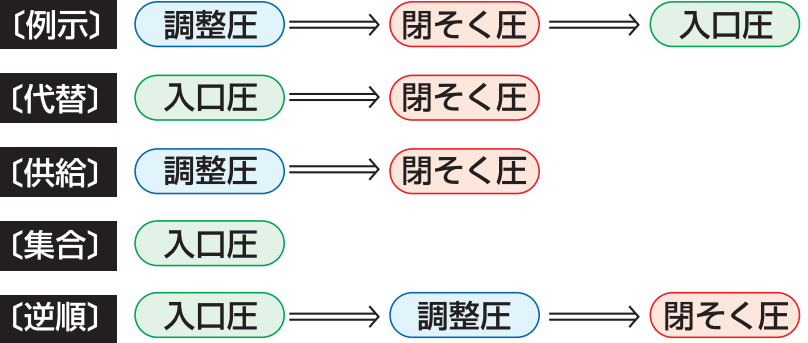 〔例示〕 調整圧 ⇒ 閉そく圧 ⇒ 入口圧
〔代替〕 入口圧 ⇒ 閉そく圧
〔供給〕 調整圧 ⇒ 閉そく圧
〔集合〕 入口圧
〔逆順〕 入口圧 ⇒ 調整圧 ⇒ 閉そく圧